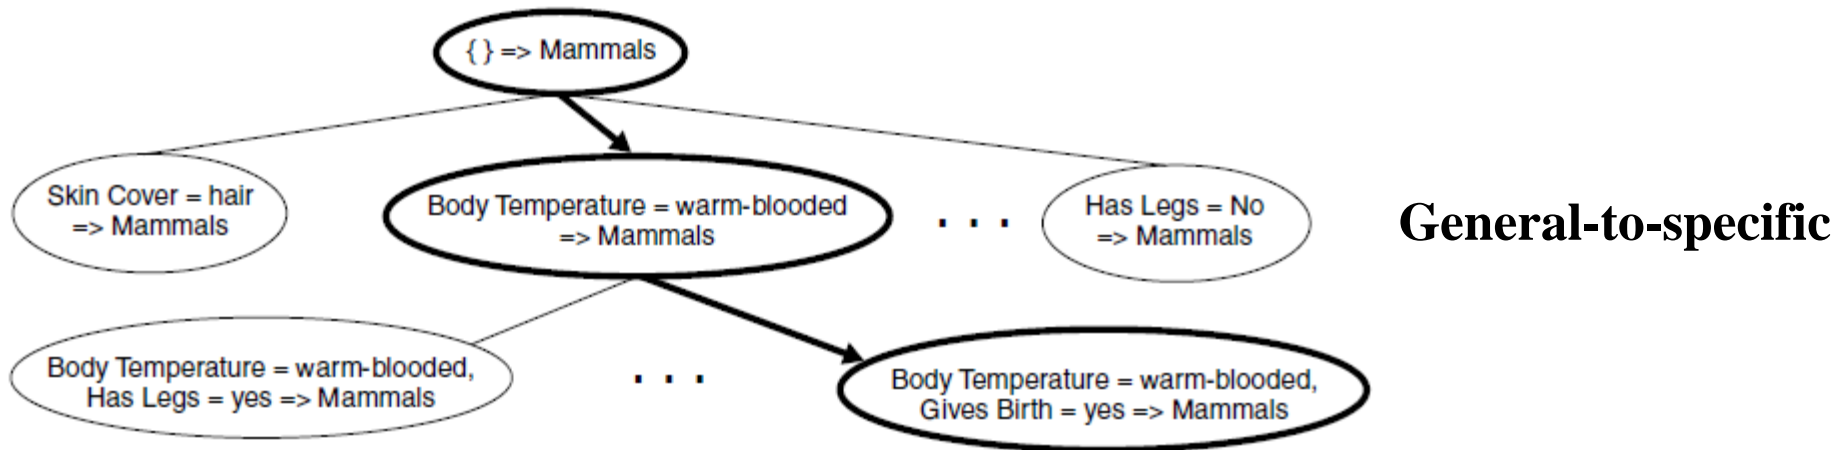 { } => Mammals
Skin Cover = hair
=> Mammals
Body Temperature = warm-blooded
=> Mammals
. . .
Has Legs = No
=> Mammals
General-to-specific
Body Temperature = warm-blooded,
Has Legs = yes => Mammals
. . .
Body Temperature = warm-blooded,
Gives Birth = yes => Mammals